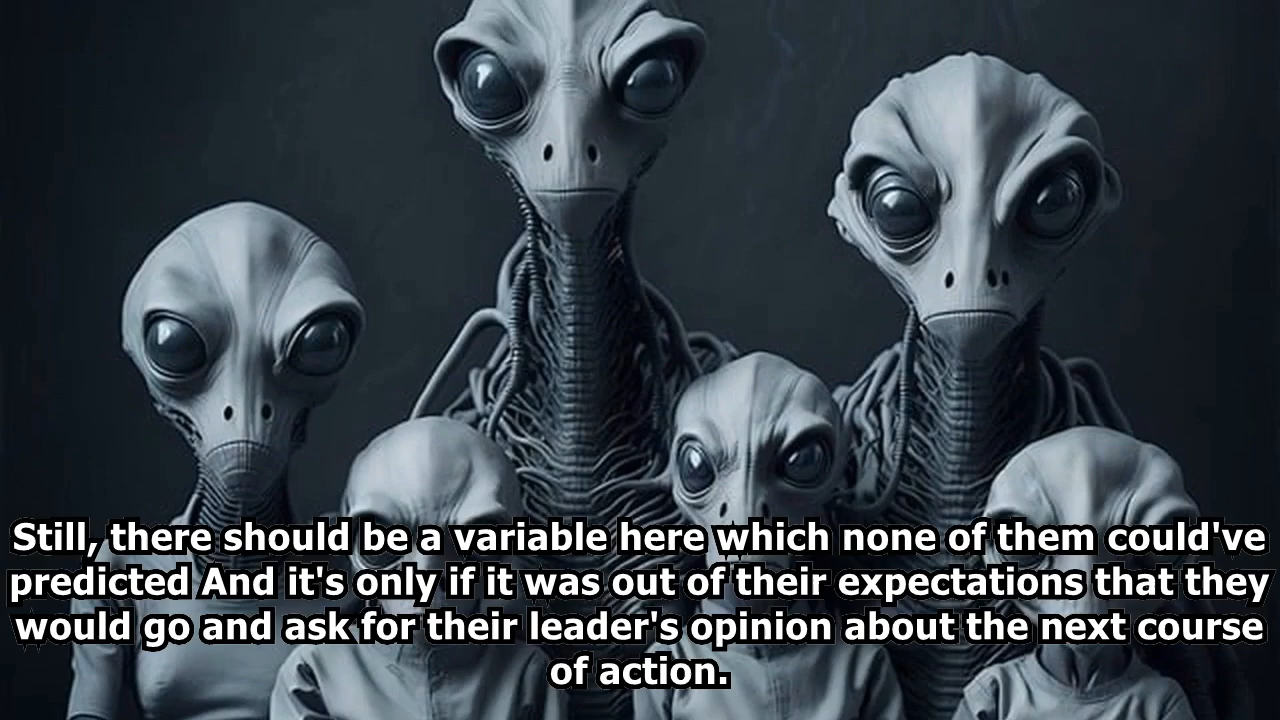 Still, there should be a variable here which none of them could've
predicted And it's only if it was out of their expectations that they
would go and ask for their leader's opinion about the next course
of action.